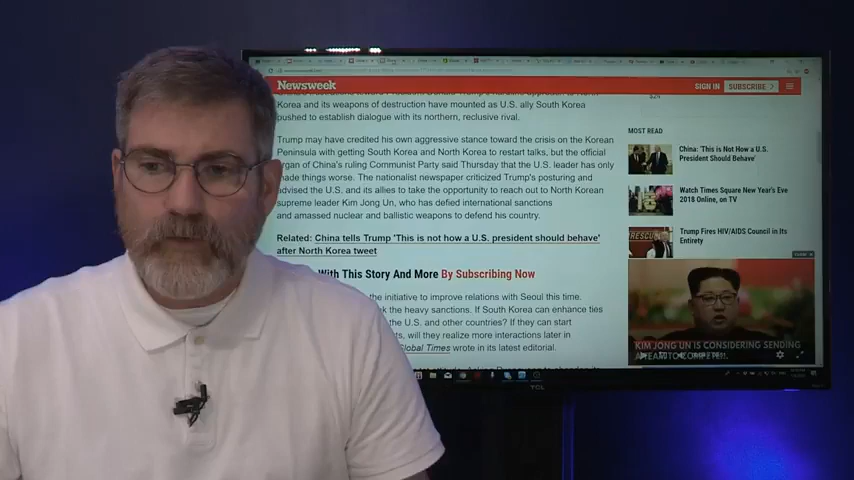 Newsweek
SIGN IN
SUBSCRIBE
Korea and its weapons of destruction have mounted as U.S. ally South Korea
pushed to establish dialogue with its northern, reclusive rival.
Trump may have credited his own aggressive stance toward the crisis on the Korean
Peninsula with getting South Korea and North Korea to restart talks, but the official
organ of China's ruling Communist Party said Thursday that the U.S. leader has only
made things worse. The nationalist newspaper criticized Trump's posturing and
advised the U.S. and its allies to take the opportunity to reach out to North Korean
supreme leader Kim Jong Un, who has defied international sanctions
and amassed nuclear and ballistic weapons to defend his country.
Related: China tells Trump 'This is not how a U.S. president should behave'
after North Korea tweet
With This Story And More By Subscribing Now
the initiative to improve relations with Seoul this time.
the heavy sanctions. If South Korea can enhance ties
the U.S. and other countries? If they can start
will they realize more interactions later in
Global Times wrote in its latest editorial.
MOST READ
China: 'This is Not How a U.S.
President Should Behave'
Watch Times Square New Year's Eve
2018 Online, on TV
Trump Fires HIV/AIDS Council in Its
Entirety
KIM JONG UN IS CONSIDERING SENDING
TCL